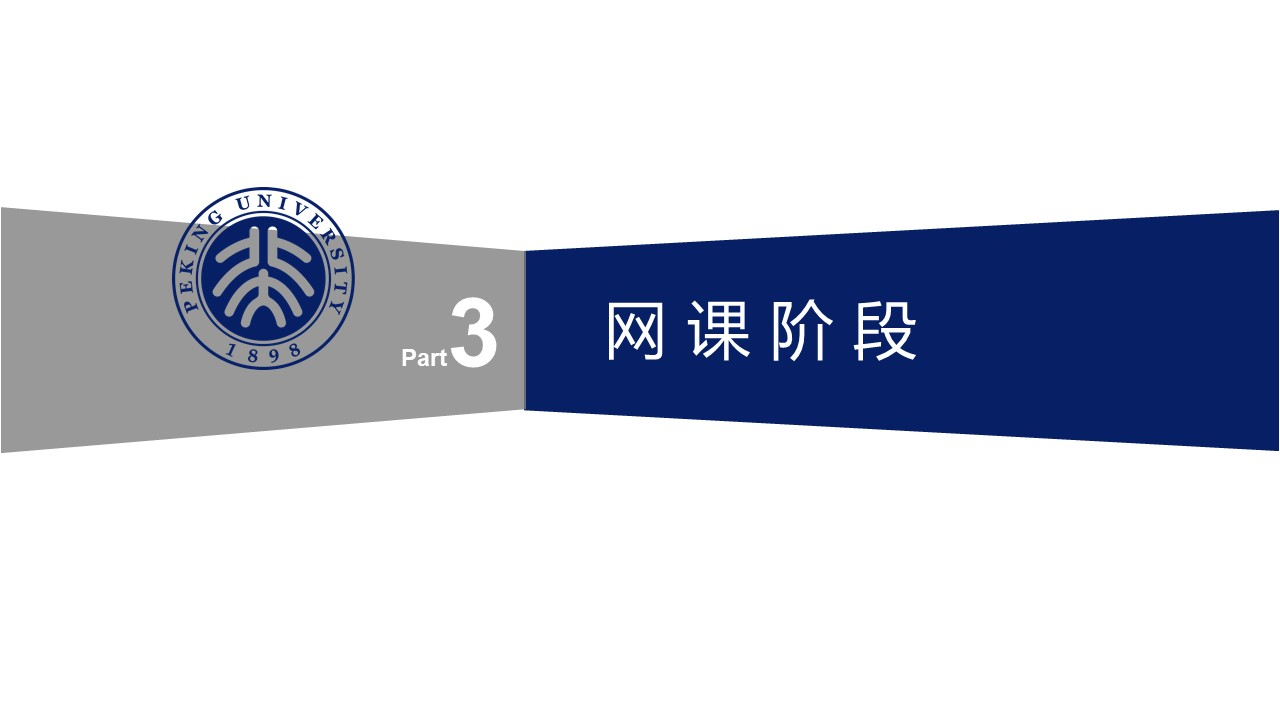 PEKING UNIVERSITY
1898
Part 3
网课阶段